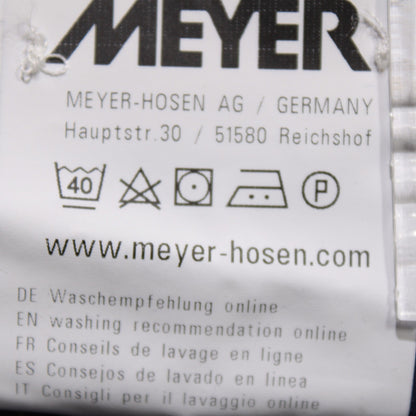 MEYER
MEYER-HOSEN AG / GERMANY
Hauptstr.30 / 51580 Reichshof
40 P
www.meyer-hosen.com
DE Waschempfehlung online
EN washing recommendation online
FR Conseils de lavage en ligne
ES Consejos de lavado en linea
IT Consigli per il lavaggio online